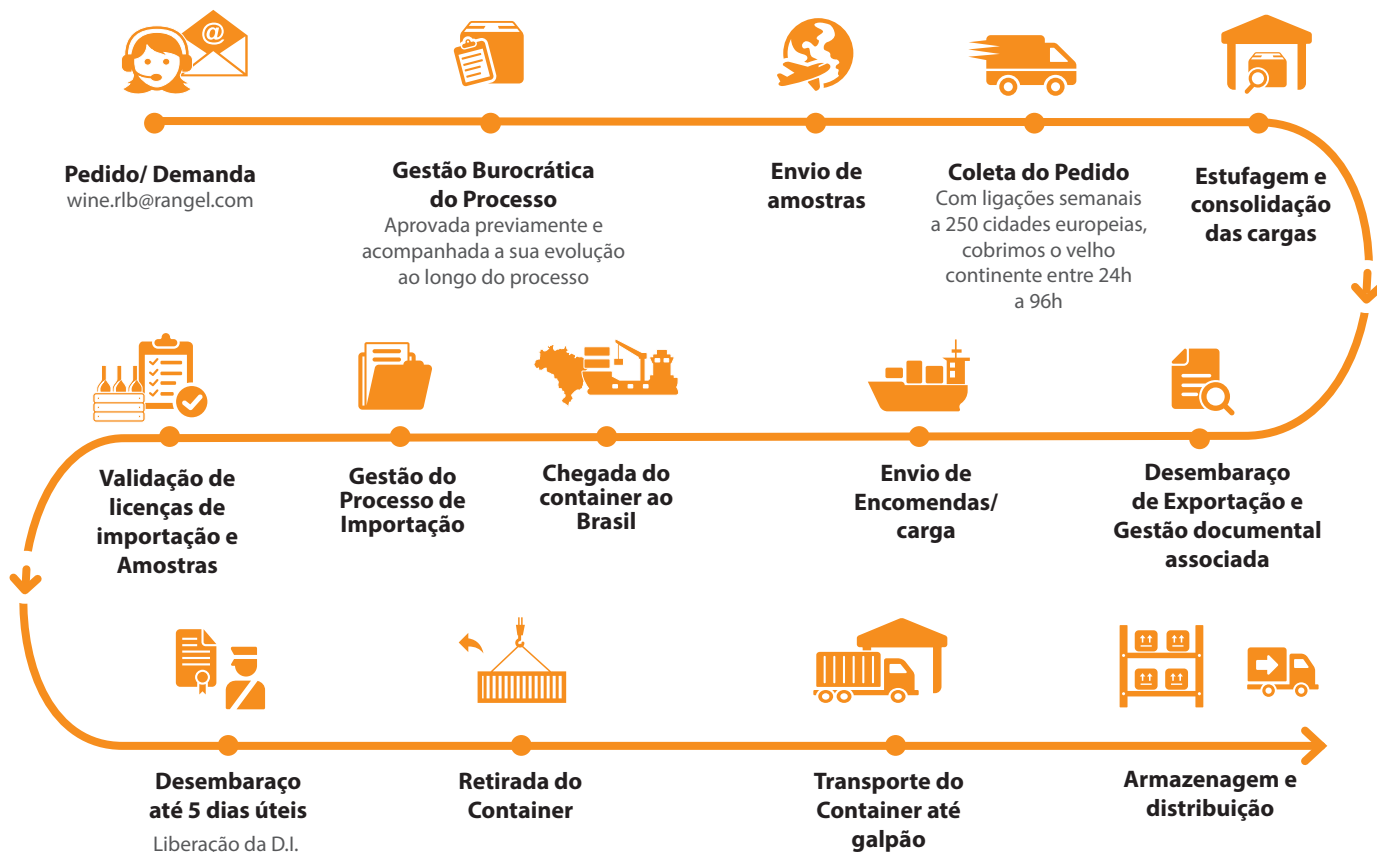 @
Pedido/ Demanda
wine.rlb@rangel.com
Gestão Burocrática
do Processo
Aprovada previamente e
acompanhada a sua evolução
ao longo do processo
Envio de
amostras
Coleta do Pedido
Com ligações semanais
a 250 cidades europeias,
cobrimos o velho
continente entre 24h
a 96h
Estufagem e
consolidação
das cargas
Desembaraço
de Exportação e
Gestão documental
associada
Envio de
Encomendas/
carga
Chegada do
container ao
Brasil
Gestão do
Processo de
Importação
Validação de
licenças de
importação e
Amostras
Desembaraço
até 5 dias úteis
Liberação da D.I.
Retirada do
Container
Transporte do
Container até
galpão
Armazenagem e
distribuição